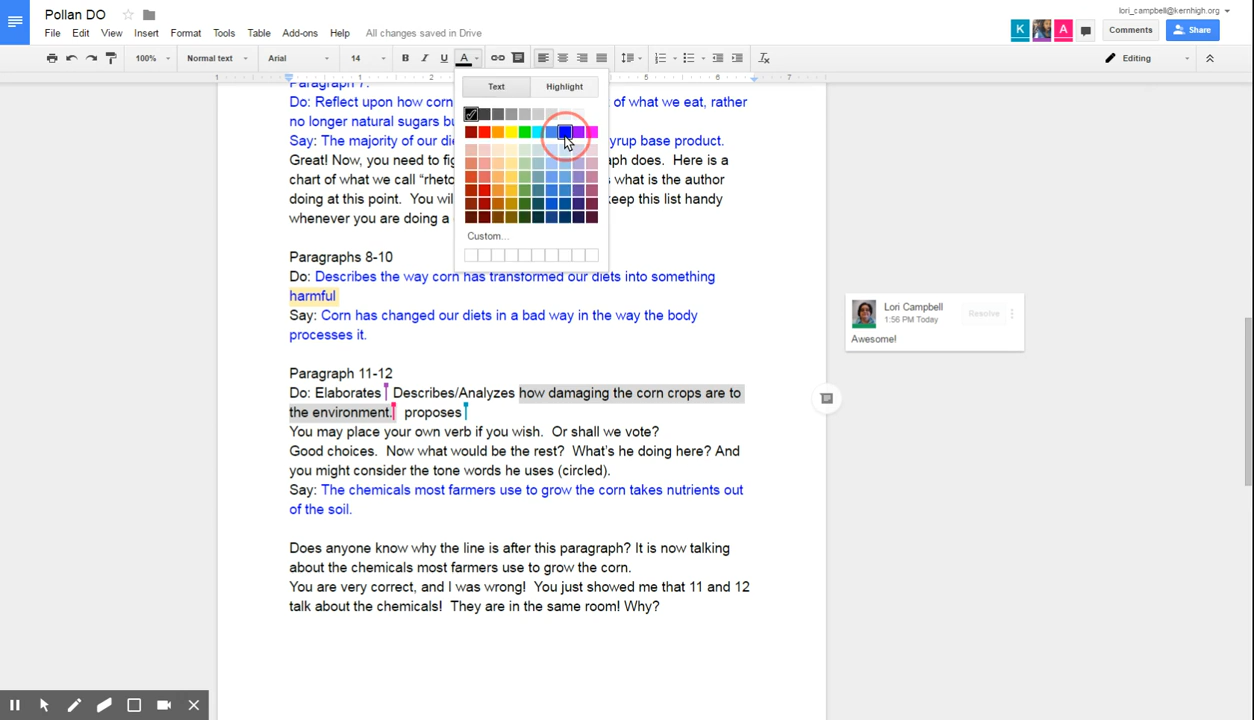 Pollan DO
lori_campbell@kernhigh.org
File Edit View Insert Format Tools Table Add-ons Help All changes saved in Drive
K A Comments Share
100% Normal text Arial 14 B I U A Editing
1 1 2 3 4 5 6 7
Text Highlight
Custom...
Paragraph 7:
Do: Reflect upon how corn of what we eat, rather
no longer natural sugars
Say: The majority of our yrup base product.
Great! Now, you need to aph does. Here is a
chart of what we call “rheto s what is the author
doing at this point. You keep this list handy
whenever you are doing a
Paragraphs 8-10
Do: Describes the way corn has transformed our diets into something
harmful
Say: Corn has changed our diets in a bad way in the way the body
processes it.
Lori Campbell
1:56 PM Today
Resolve
Awesome!
Paragraph 11-12
Do: Elaborates Describes/Analyzes how damaging the corn crops are to
the environment. proposes
You may place your own verb if you wish. Or shall we vote?
Good choices. Now what would be the rest? What's he doing here? And
you might consider the tone words he uses (circled).
Say: The chemicals most farmers use to grow the corn takes nutrients out
of the soil.
Does anyone know why the line is after this paragraph? It is now talking
about the chemicals most farmers use to grow the corn.
You are very correct, and I was wrong! You just showed me that 11 and 12
talk about the chemicals! They are in the same room! Why?